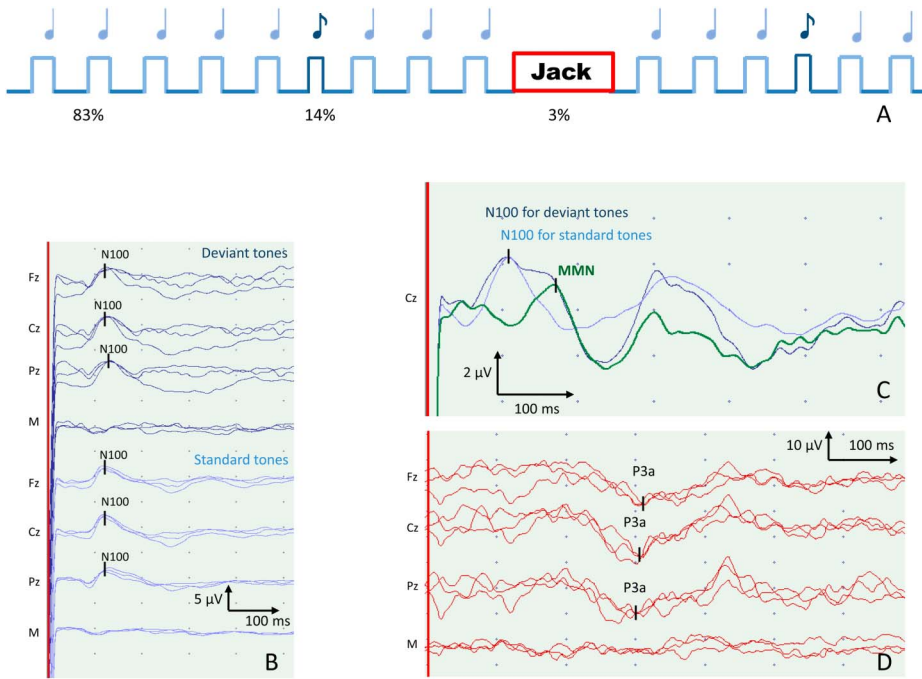 Jack
83%
14%
3%
A
N100
Deviant tones
Fz
N100
Cz
N100
Pz
M
N100
Standard tones
Fz
N100
Cz
N100
Pz
5 µV
100 ms
M
B
N100 for deviant tones
N100 for standard tones
MMN
Cz
2 µV
100 ms
C
10 µV
100 ms
P3a
Fz
P3a
Cz
P3a
Pz
M
D